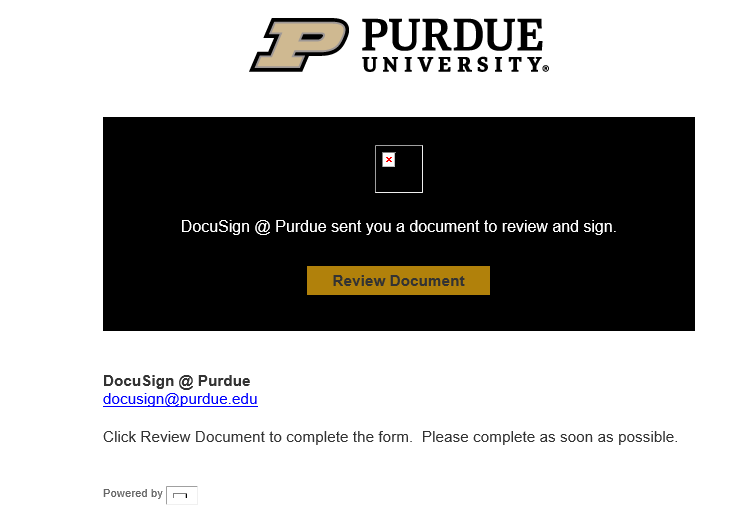 PURDUE
UNIVERSITY®
DocuSign @ Purdue sent you a document to review and sign.
Review Document
DocuSign @ Purdue
docusign@purdue.edu
Click Review Document to complete the form.  Please complete as soon as possible.
Powered by